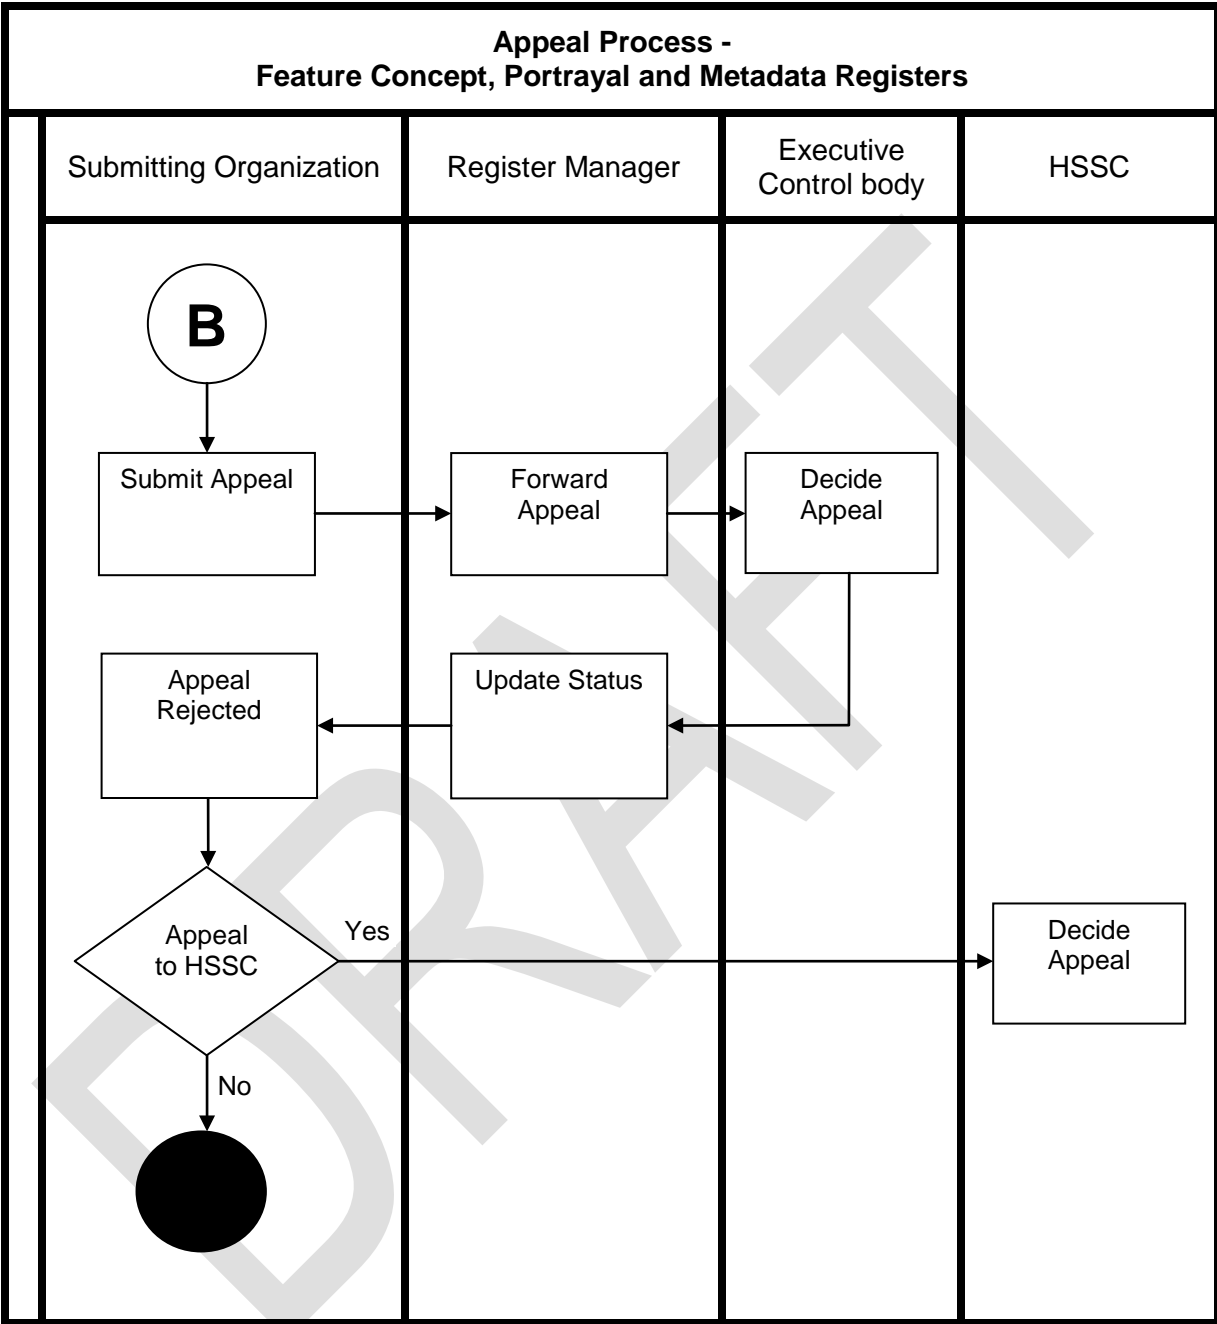 Appeal Process -
Feature Concept, Portrayal and Metadata Registers
Submitting Organization
Register Manager
Executive
Control body
HSSC
B
Submit Appeal
Forward
Appeal
Decide
Appeal
Appeal
Rejected
Update Status
Appeal
to HSSC
Yes
Decide
Appeal
No
DRAFT